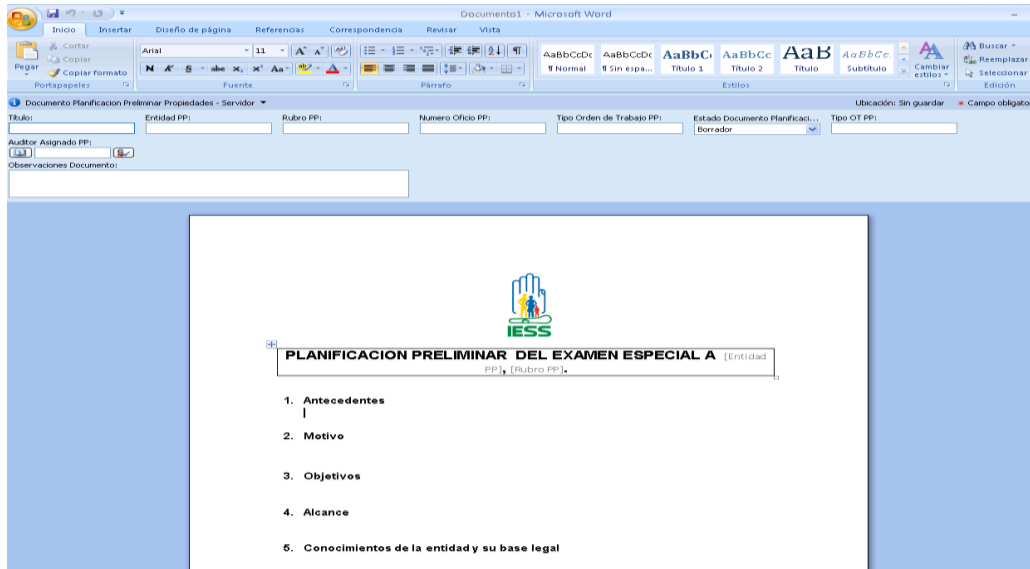 Documento1 - Microsoft Word
Inicio Insertar Diseño de página Referencias Correspondencia Revisar Vista
Pegar
Cortar
Copiar
Copiar formato
Portapapeles
Arial 11
N K S abc x, x' Aa
Fuente
Párrafo
AaBbCcDc AaBbCcDc AaBbC AaBbCc AaB AaBbCc.
¶ Normal ¶ Sin espa... Título 1 Título 2 Título Subtítulo
Cambiar estilos
Estilos
Buscar
Reemplazar
Seleccionar
Edición
Documento Planificacion Preliminar Propiedades - Servidor Ubicación: Sin guardar * Campo obligato
Título: Entidad PP: Rubro PP: Numero Oficio PP: Tipo Orden de Trabajo PP: Estado Documento Planificaci... Tipo OT PP:
Borrador
Auditor Asignado PP:
Observaciones Documento:
IESS
PLANIFICACION PRELIMINAR DEL EXAMEN ESPECIAL A [Entidad
PP], [Rubro PP].
1. Antecedentes
2. Motivo
3. Objetivos
4. Alcance
5. Conocimientos de la entidad y su base legal